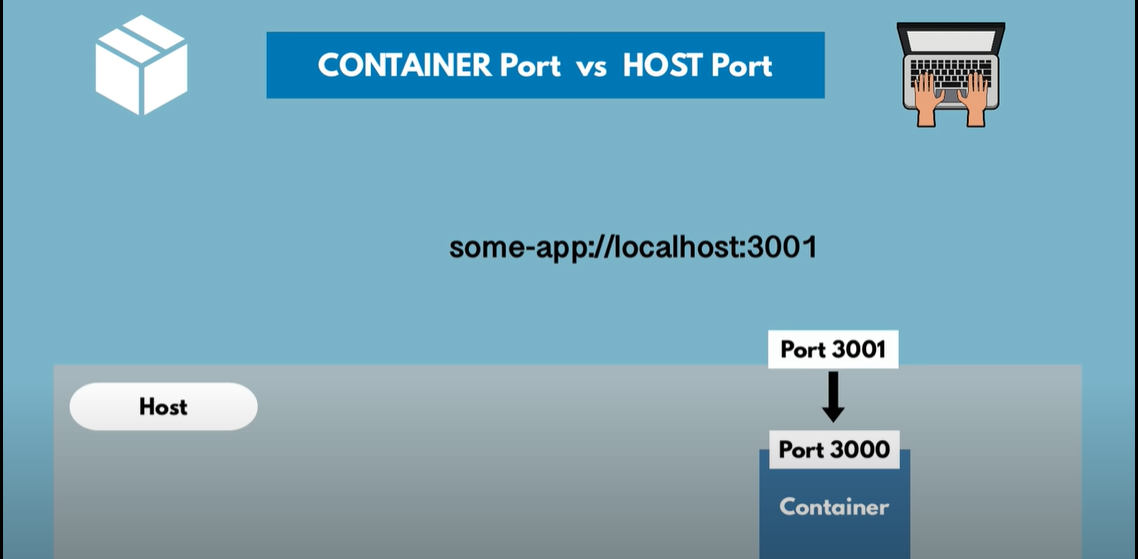 CONTAINER Port vs HOST Port
some-app://localhost:3001
Port 3001
Host
Port 3000
Container